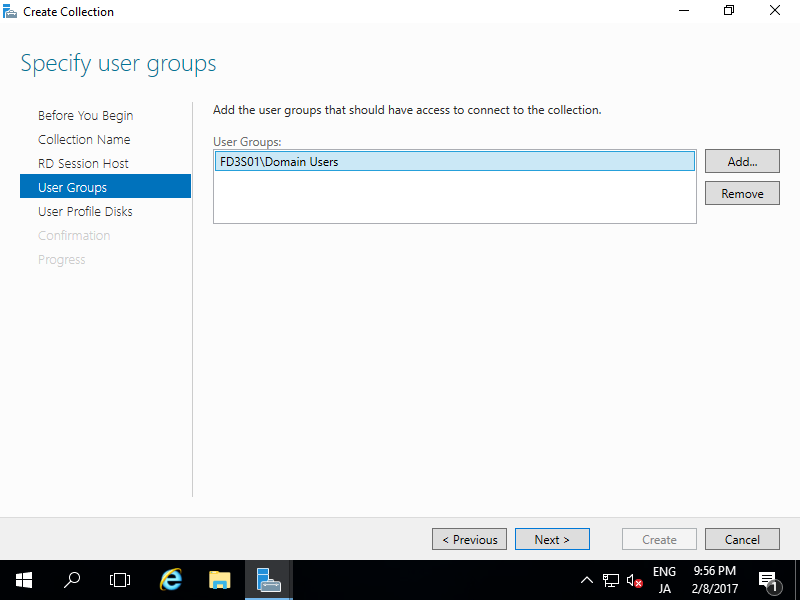 Create Collection
Specify user groups
Before You Begin
Collection Name
RD Session Host
User Groups
User Profile Disks
Confirmation
Progress
Add the user groups that should have access to connect to the collection.
User Groups:
FD3S01\Domain Users
Add...
Remove
< Previous
Next >
Create
Cancel
ENG
JA
9:56 PM
2/8/2017
1